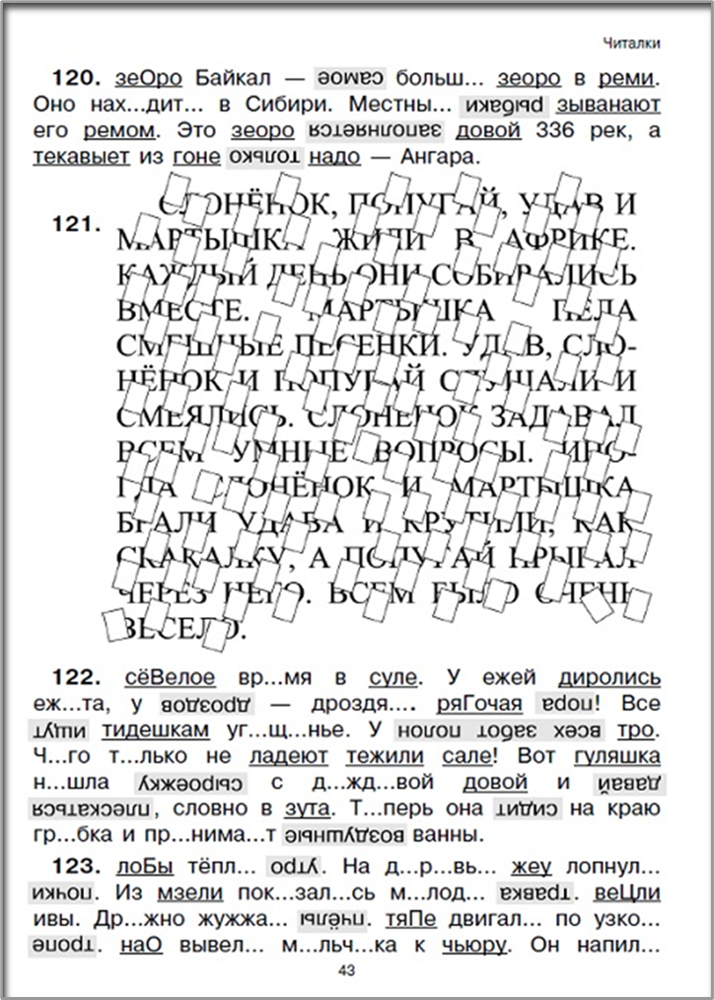 Читалки
120. зеОро Байкал — самое больш... зеоро в реми.
Оно нах...дит... в Сибири. Местны... рыбаки зыванают
его ремом. Это зеоро заполняется довой 336 рек, а
текавыет из гоне только надо — Ангара.
СЛОНЁНОК, ПОПУГАЙ, УДАВ И
121.
МАРТЫШКА ЖИЛИ В АФРИКЕ.
КАЖДЫЙ ДЕНЬ ОНИ СОБИРАЛИСЬ
ВМЕСТЕ. МАРТЫШКА ПЕЛА
СМЕШНЫЕ ПЕСЕНКИ. УДАВ, СЛО-
НЁНОК И ПОПУГАЙ СЛУШАЛИ И
СМЕЯЛИСЬ. СЛОНЁНОК ЗАДАВАЛ
ВСЕМ УМНЫЕ ВОПРОСЫ. ИНО-
ГДА СЛОНЁНОК И МАРТЫШКА
БРАЛИ УДАВА И КРУТИЛИ, КАК
СКАКАЛКУ, А ПОПУГАЙ ПРЫГАЛ
ЧЕРЕЗ НЕГО. ВСЕМ БЫЛО ОЧЕНЬ
ВЕСЕЛО.
122. сёВелое вр...мя в суле. У ежей диролись
еж...та, у дроздов — дроздя.... ряГочая пора! Все
ищут тидешкам уг...щ...нье. У всех забот полон тро.
Ч...го т...лько не ладеют тежили сале! Вот гуляшка
н...шла сыроежку с д...жд...вой довой и давай
плескаться, словно в зута. Т...перь она сидит на краю
гр...бка и пр...нима...т воздушные ванны.
123. лоБы тёпл... утро. На д...р...вь... жеу лопнул...
почки. Из мзели пок...зал...сь м...лод... травка. веЦли
ивы. Др...жно жужжа... пчёлы. тяПе двигал... по узко...
тропе. наО вывел... м...льч...ка к чьюру. Он напил...
43